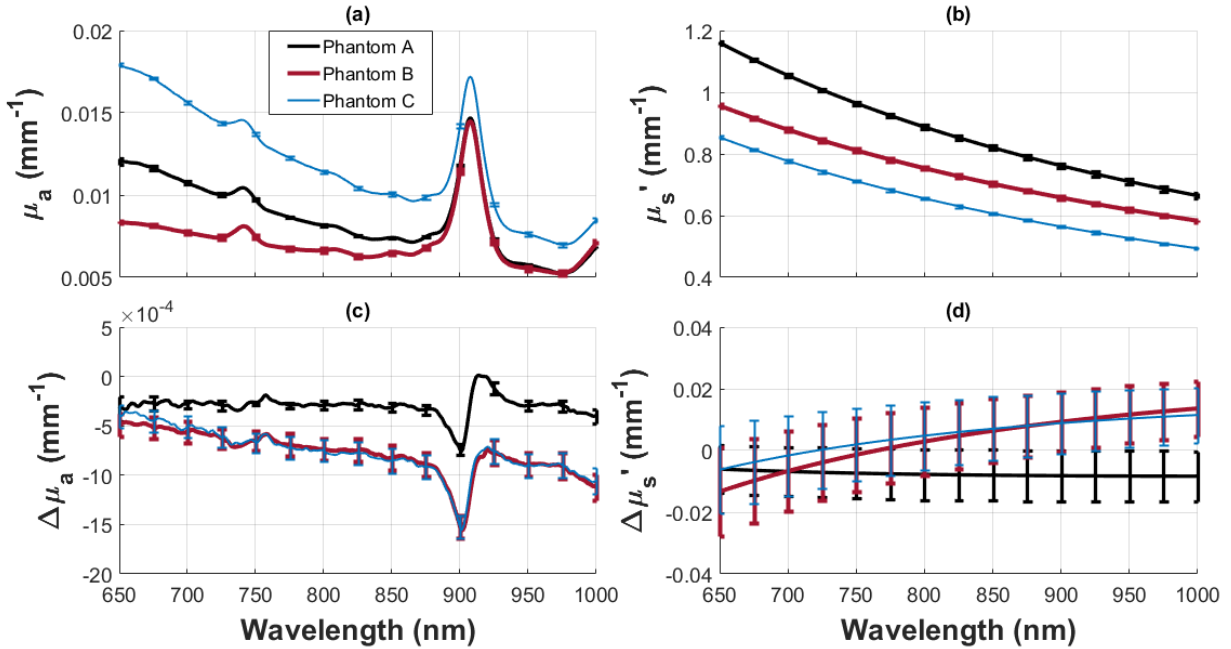 (a)
0.02
0.015
0.01
0.005
μa (mm-1)
Phantom A
Phantom B
Phantom C
(b)
1.2
1
0.8
0.6
0.4
μs' (mm-1)
(c)
×10-4
5
0
-5
-10
-15
-20
Δμa (mm-1)
650 700 750 800 850 900 950 1000
Wavelength (nm)
(d)
0.04
0.02
0
-0.02
-0.04
Δμs' (mm-1)
650 700 750 800 850 900 950 1000
Wavelength (nm)